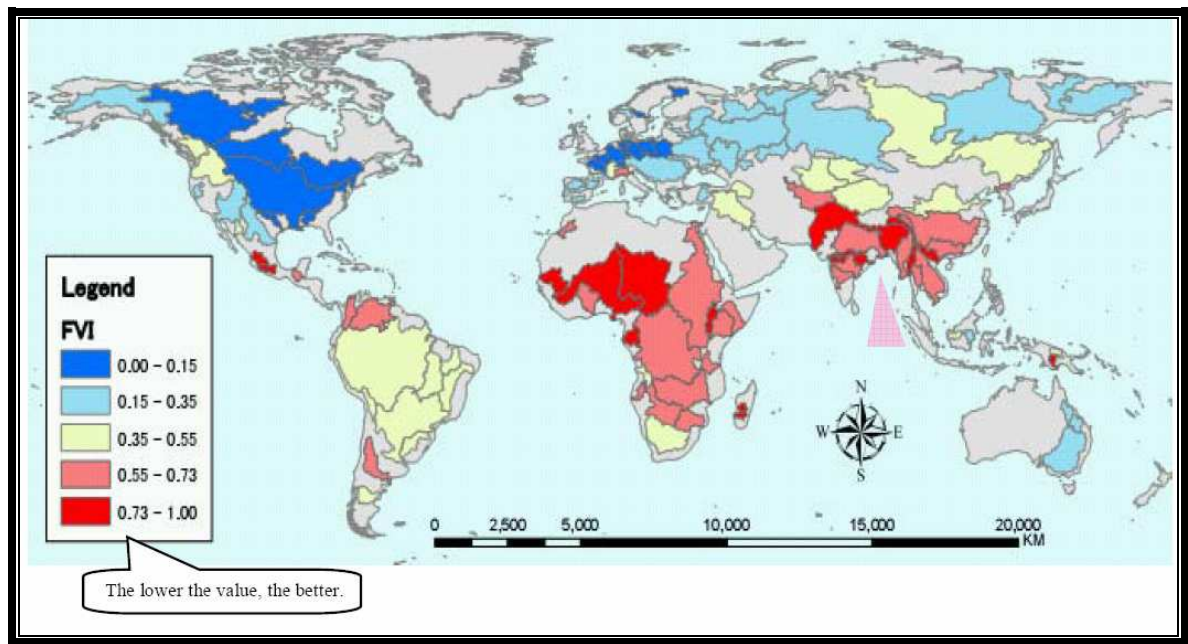 Legend
FVI
0.00 - 0.15
0.15 - 0.35
0.35 - 0.55
0.55 - 0.73
0.73 - 1.00
The lower the value, the better.
N
W E
S
0 2,500 5,000 10,000 15,000 20,000
KM